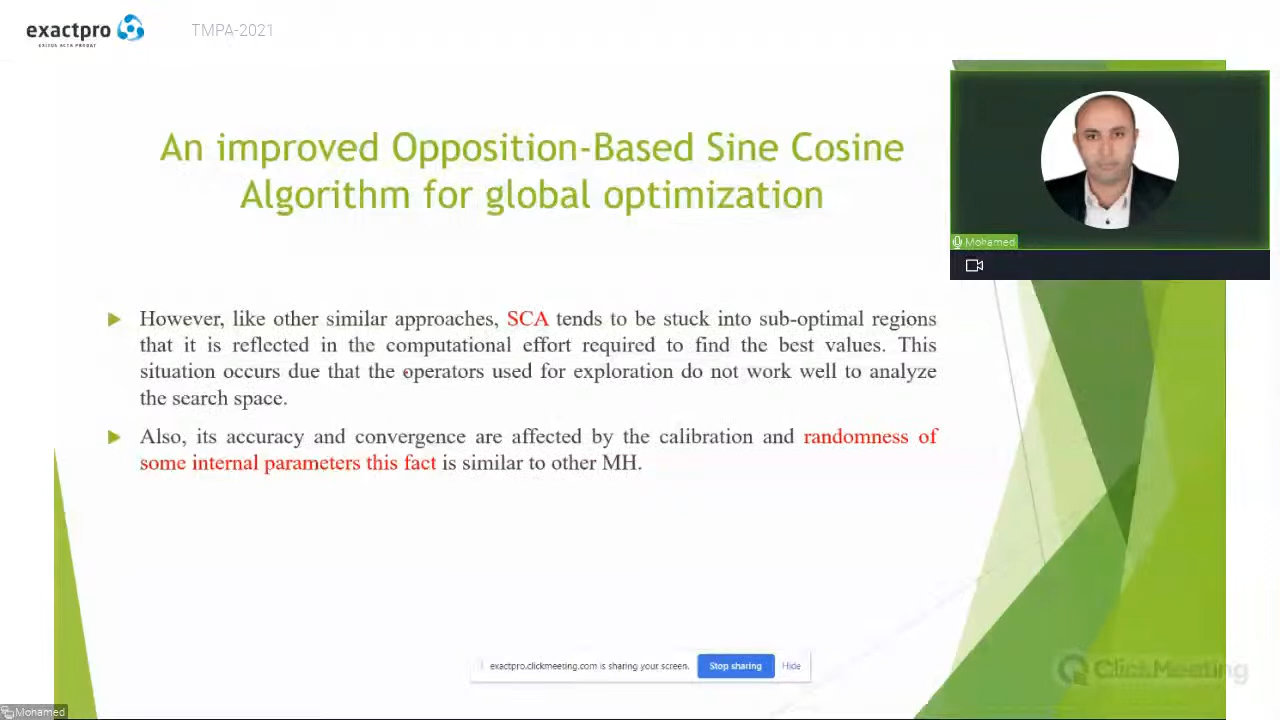 exactpro
EXITUS ACTA PROBAT
TMPA-2021
An improved Opposition-Based Sine Cosine
Algorithm for global optimization
Mohamed
However, like other similar approaches, SCA tends to be stuck into sub-optimal regions
that it is reflected in the computational effort required to find the best values. This
situation occurs due that the operators used for exploration do not work well to analyze
the search space.
Also, its accuracy and convergence are affected by the calibration and randomness of
some internal parameters this fact is similar to other MH.
exactpro.clickmeeting.com is sharing your screen. Stop sharing Hide
ClickMeeting
Mohamed